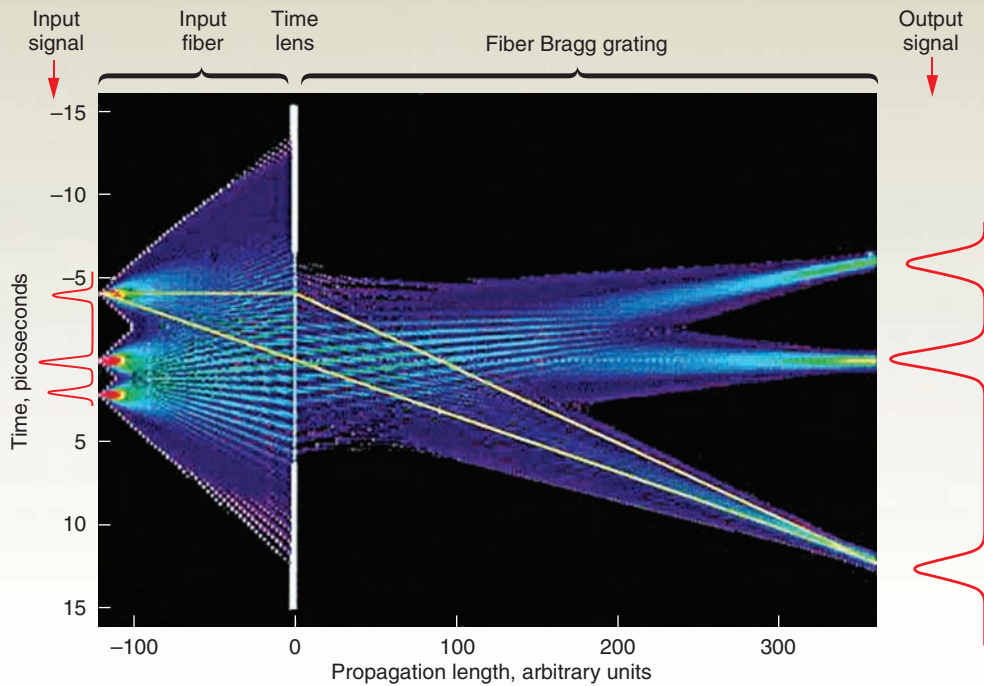 Input
signal
Input
fiber
Time
lens
Fiber Bragg grating
Output
signal
Time, picoseconds
–15
–10
–5
5
10
15
–100
0
100
200
300
Propagation length, arbitrary units